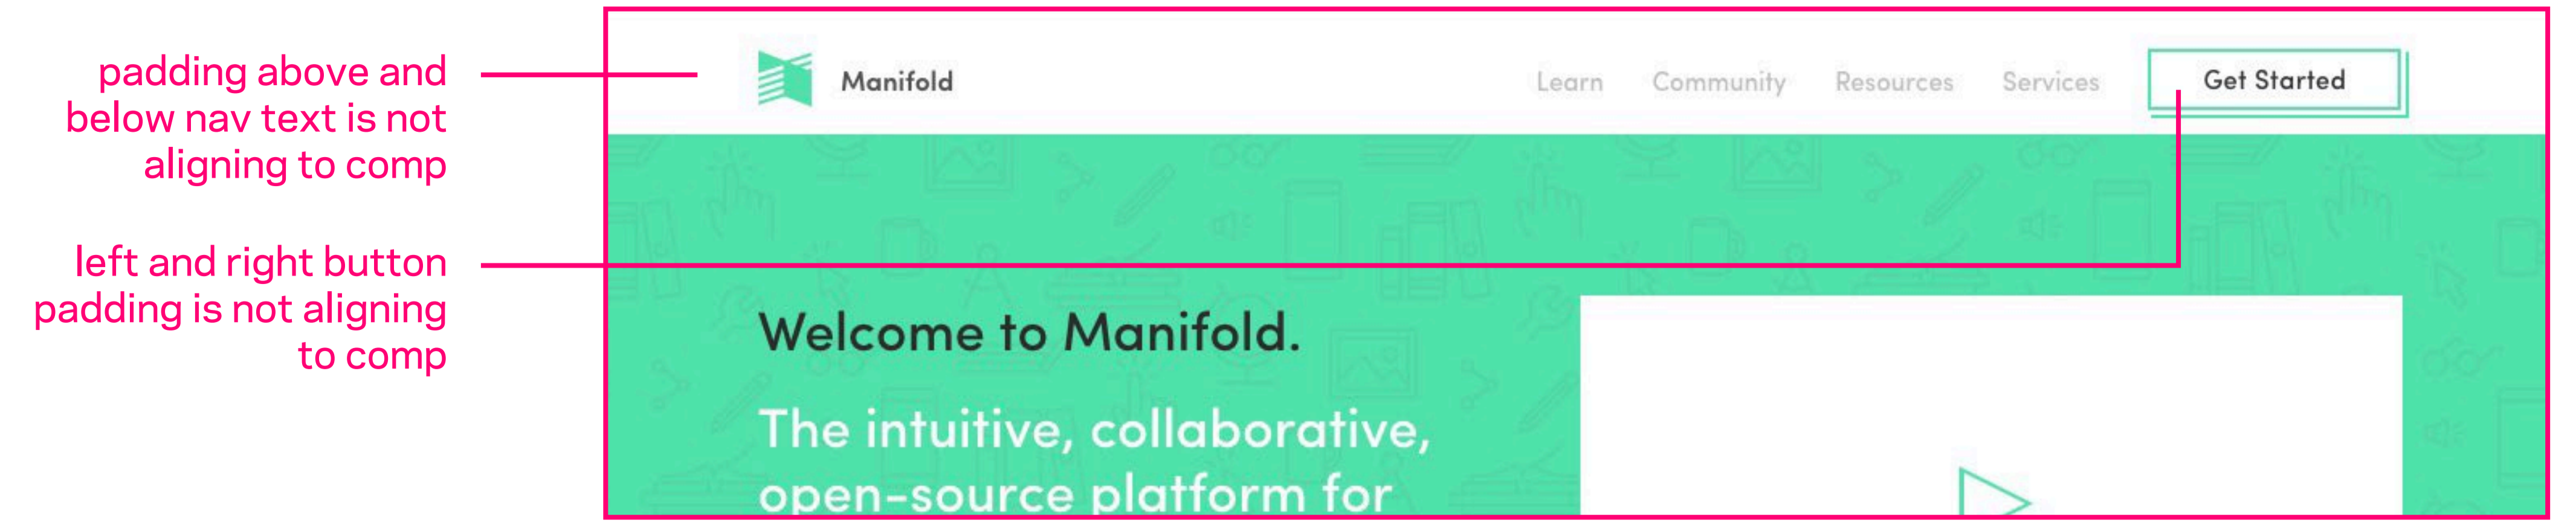 padding above and
below nav text is not
aligning to comp
left and right button
padding is not aligning
to comp
Manifold
Learn Community Resources Services Get Started
Welcome to Manifold.
The intuitive, collaborative,
open-source platform for